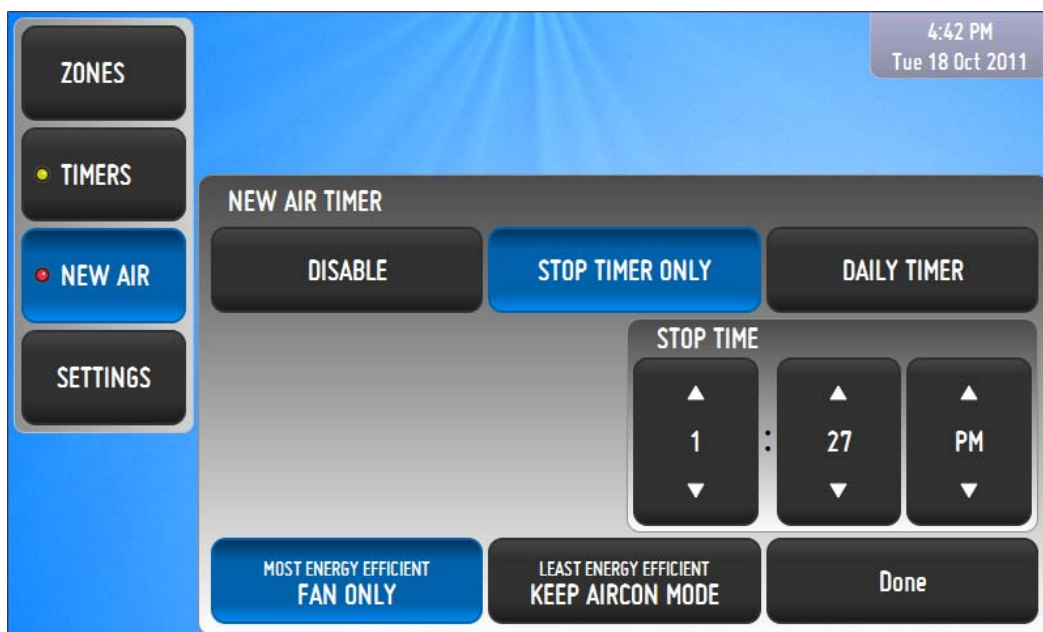 4:42 PM
Tue 18 Oct 2011
ZONES
TIMERS
NEW AIR
SETTINGS
NEW AIR TIMER
DISABLE
STOP TIMER ONLY
DAILY TIMER
STOP TIME
1 : 27 PM
MOST ENERGY EFFICIENT
FAN ONLY
LEAST ENERGY EFFICIENT
KEEP AIRCON MODE
Done